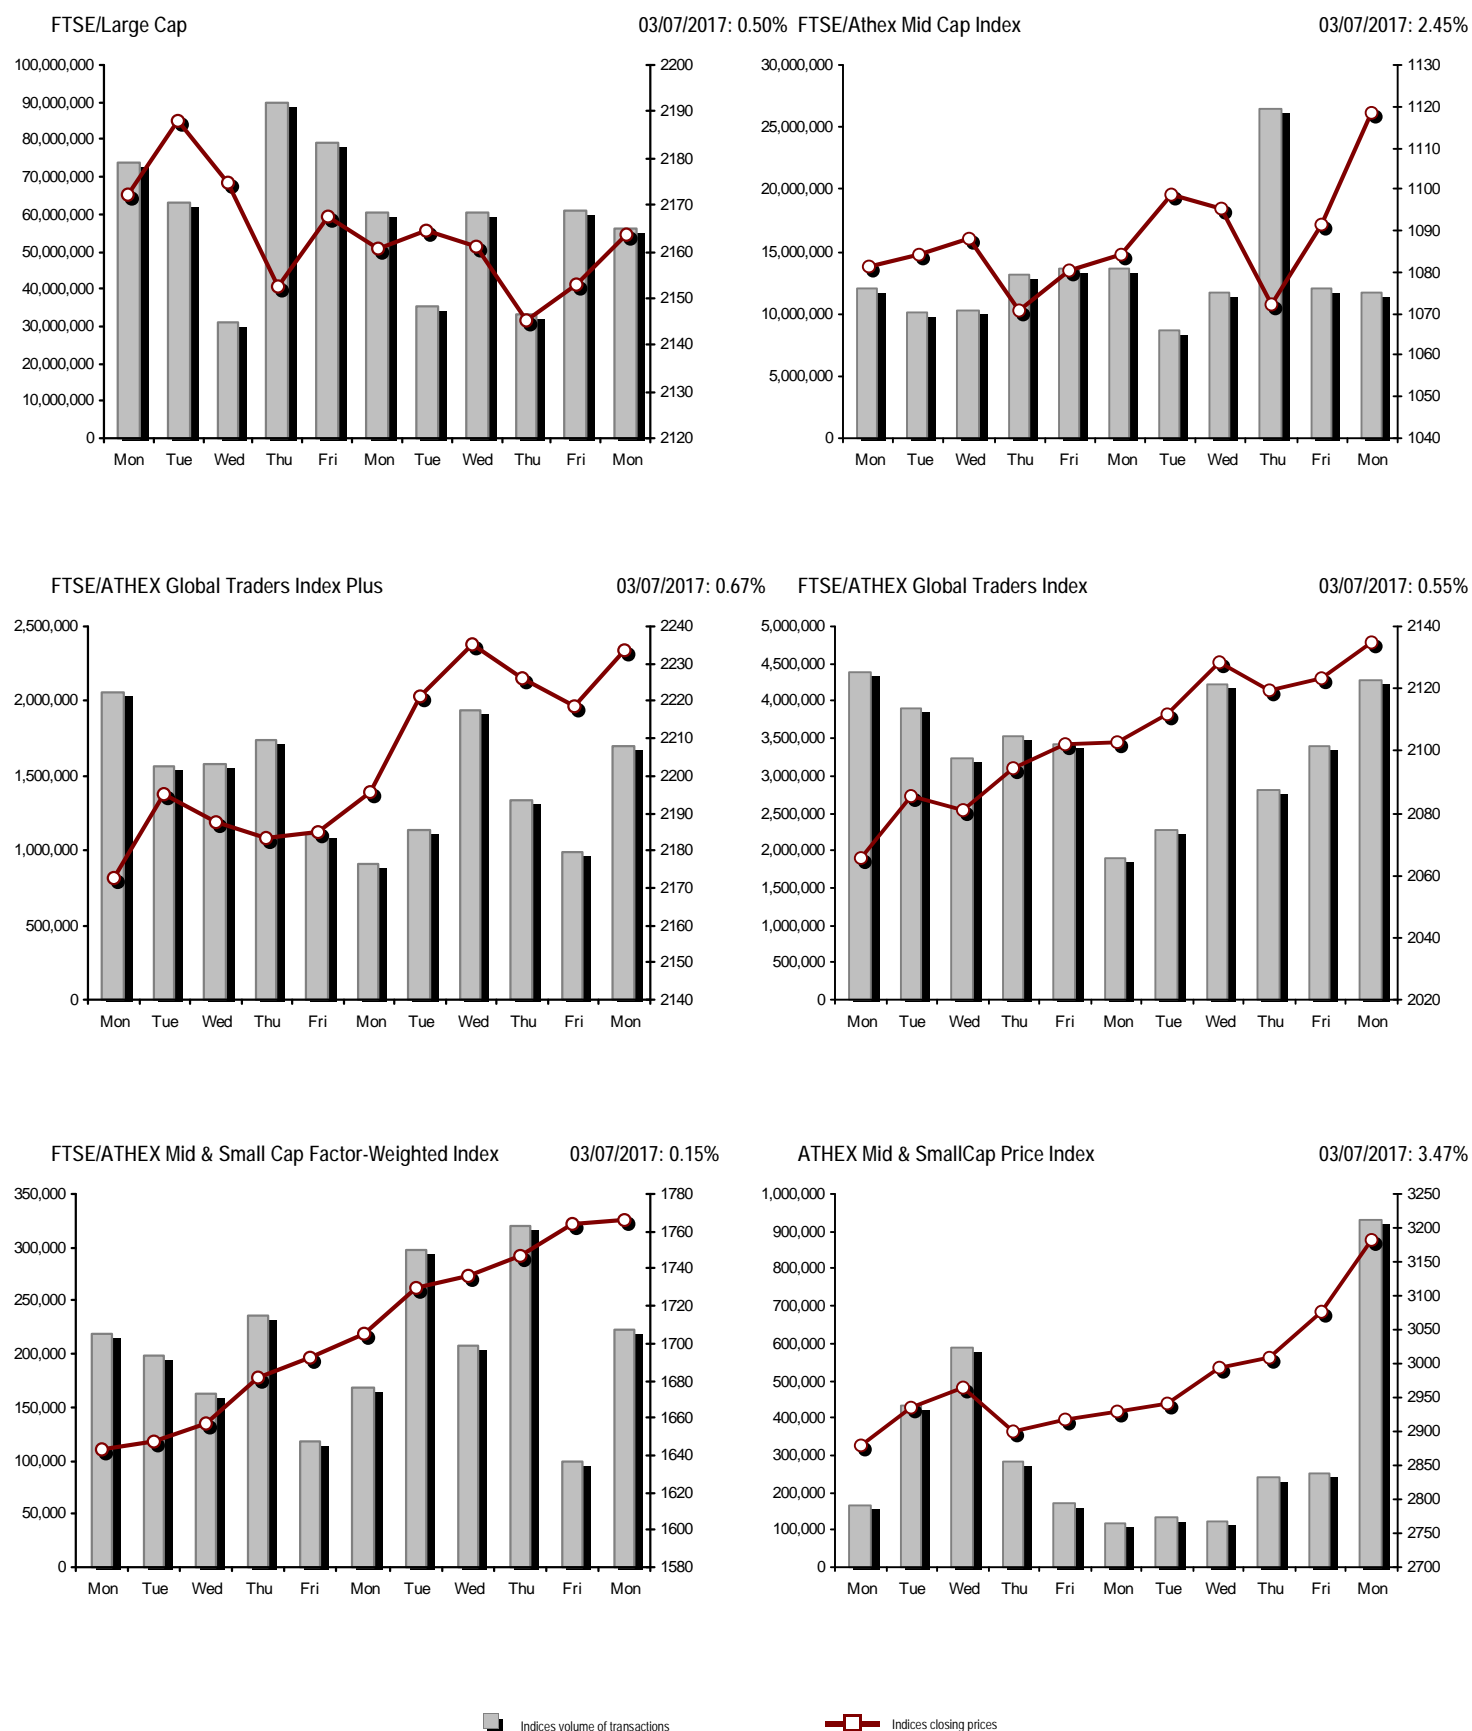 FTSE/Large Cap 03/07/2017: 0.50% FTSE/Athex Mid Cap Index 03/07/2017: 2.45%
100,000,000 2200 30,000,000 1130
90,000,000 2190 25,000,000 1120
80,000,000 2180 20,000,000 1110
70,000,000 2170 15,000,000 1100
60,000,000 2160 10,000,000 1090
50,000,000 2150 5,000,000 1080
40,000,000 2140 0 1070
30,000,000 2130 1060
20,000,000 2120 1050
10,000,000 1040
0
Mon Tue Wed Thu Fri Mon Tue Wed Thu Fri Mon Mon Tue Wed Thu Fri Mon Tue Wed Thu Fri Mon
FTSE/ATHEX Global Traders Index Plus 03/07/2017: 0.67% FTSE/ATHEX Global Traders Index 03/07/2017: 0.55%
2,500,000 2240 5,000,000 2140
2,000,000 2230 4,500,000 2120
1,500,000 2220 4,000,000 2100
1,000,000 2210 3,500,000 2080
500,000 2200 3,000,000 2060
0 2190 2,500,000 2040
2180 2,000,000 2020
2170 1,500,000
2160 1,000,000
2150 500,000
2140 0
Mon Tue Wed Thu Fri Mon Tue Wed Thu Fri Mon Mon Tue Wed Thu Fri Mon Tue Wed Thu Fri Mon
FTSE/ATHEX Mid & Small Cap Factor-Weighted Index 03/07/2017: 0.15% ATHEX Mid & SmallCap Price Index 03/07/2017: 3.47%
350,000 1780 1,000,000 3250
300,000 1760 900,000 3200
250,000 1740 800,000 3150
200,000 1720 700,000 3100
150,000 1700 600,000 3050
100,000 1680 500,000 3000
50,000 1660 400,000 2950
0 1640 300,000 2900
1620 200,000 2850
1600 100,000 2800
1580 0 2750
2700
Mon Tue Wed Thu Fri Mon Tue Wed Thu Fri Mon Mon Tue Wed Thu Fri Mon Tue Wed Thu Fri Mon
Indices volume of transactions Indices closing prices